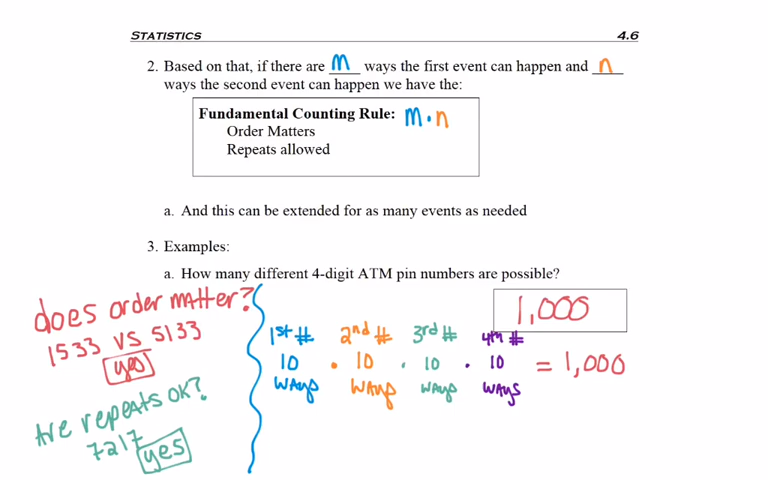 STATISTICS 4.6
2. Based on that, if there are m ways the first event can happen and n
ways the second event can happen we have the:
Fundamental Counting Rule: m · n
Order Matters
Repeats allowed
a. And this can be extended for as many events as needed
3. Examples:
a. How many different 4-digit ATM pin numbers are possible?
1,000
does order matter?
1533 vs 5133
yes
Are repeats ok?
7217
yes
1st # 2nd # 3rd # 4th #
10 · 10 · 10 · 10 = 1,000
ways ways ways ways